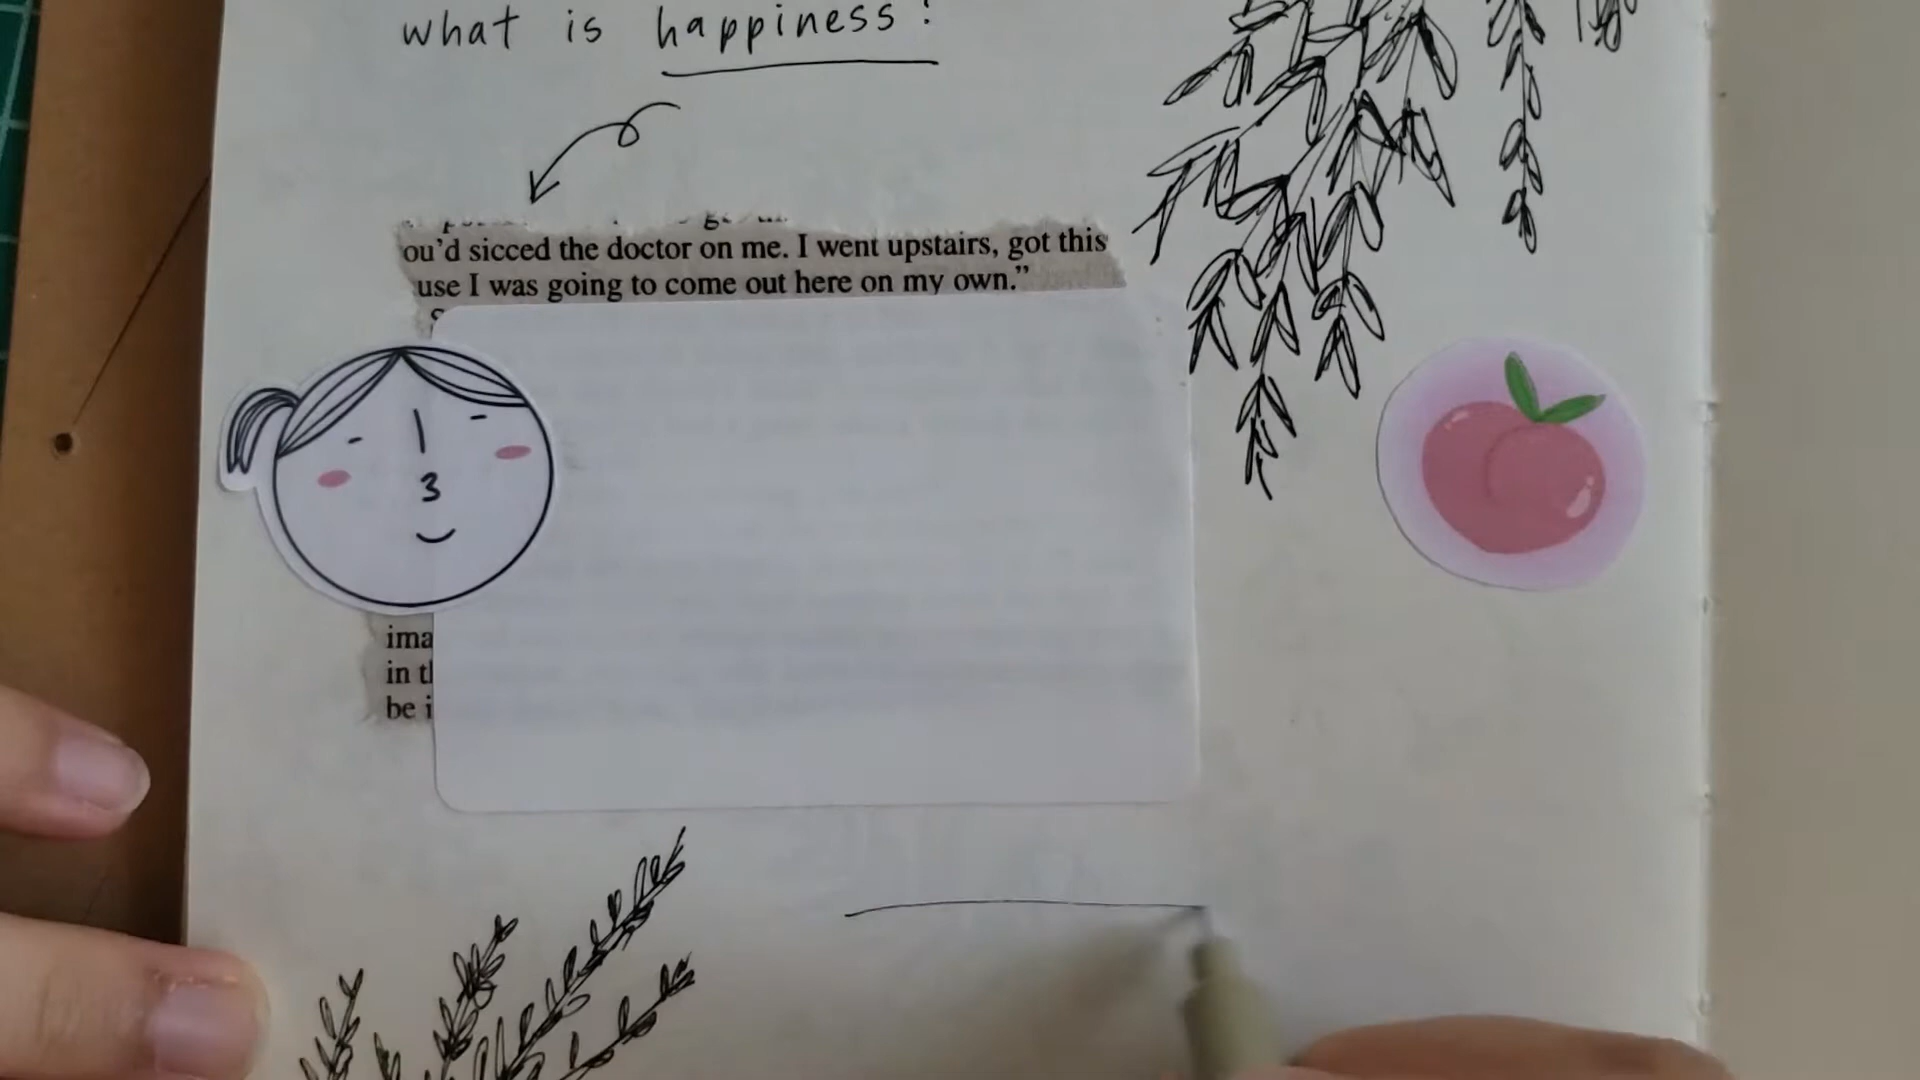 what is happiness?
ou'd sicced the doctor on me. I went upstairs, got this
use I was going to come out here on my own.”
ima
in tl
be i